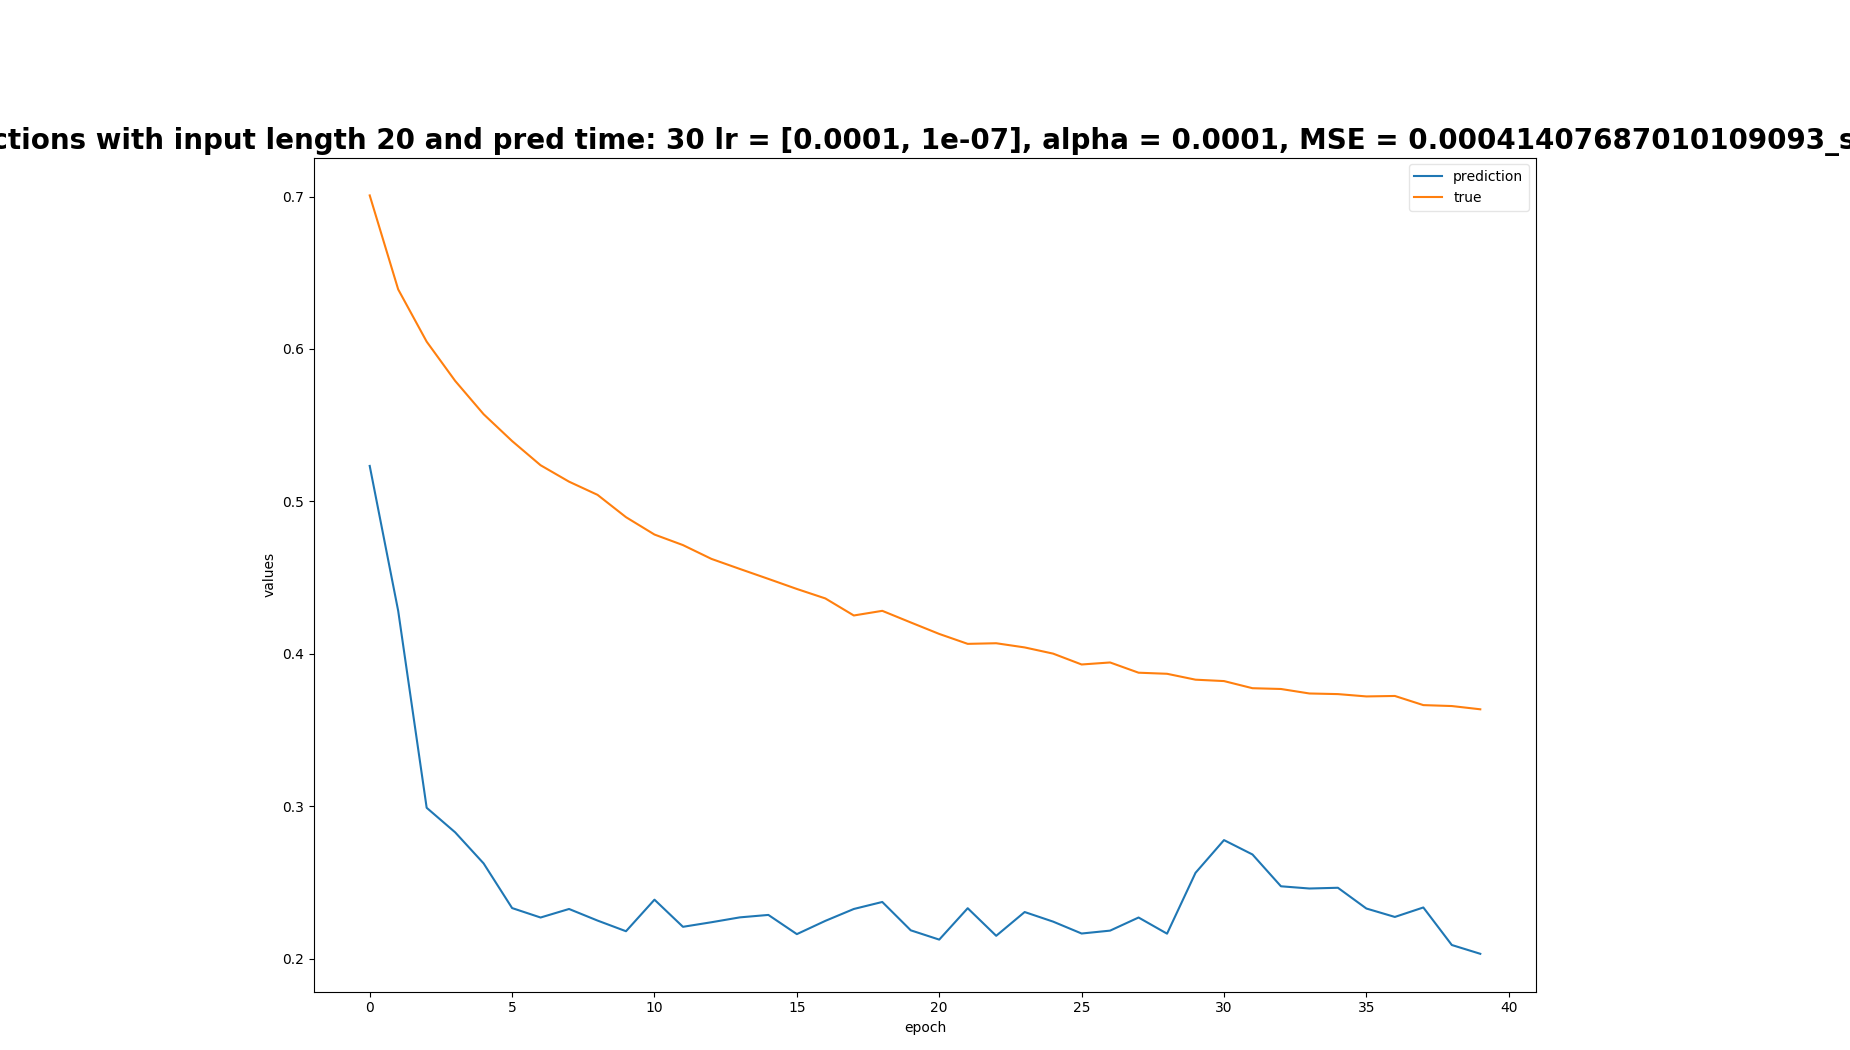 ctions with input length 20 and pred time: 30 lr = [0.0001, 1e-07], alpha = 0.0001, MSE = 0.00041407687010109093_s
prediction
true
0.7
0.6
0.5
0.4
0.3
0.2
values
0 5 10 15 20 25 30 35 40
epoch